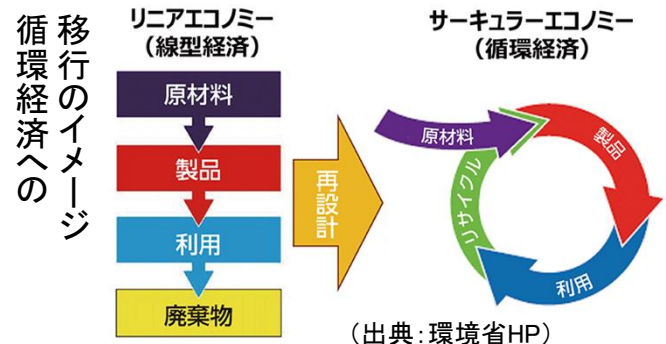 循環経済への
移行のイメージ
リニアエコノミー
（線型経済）
原材料
製品
利用
廃棄物
再設計
サーキュラーエコノミー
（循環経済）
原材料
製品
利用
リサイクル
（出典：環境省HP）